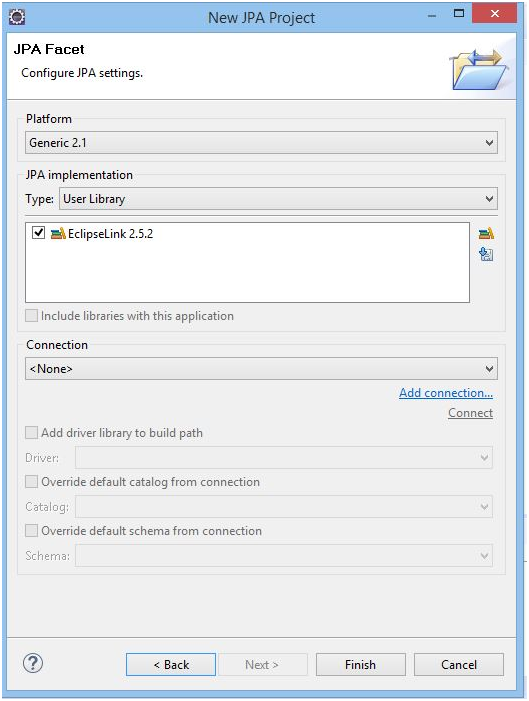 New JPA Project
JPA Facet
Configure JPA settings.
Platform
Generic 2.1
JPA implementation
Type: User Library
EclipseLink 2.5.2
Include libraries with this application
Connection
<None>
Add connection...
Connect
Add driver library to build path
Driver:
Override default catalog from connection
Catalog:
Override default schema from connection
Schema:
? < Back Next > Finish Cancel